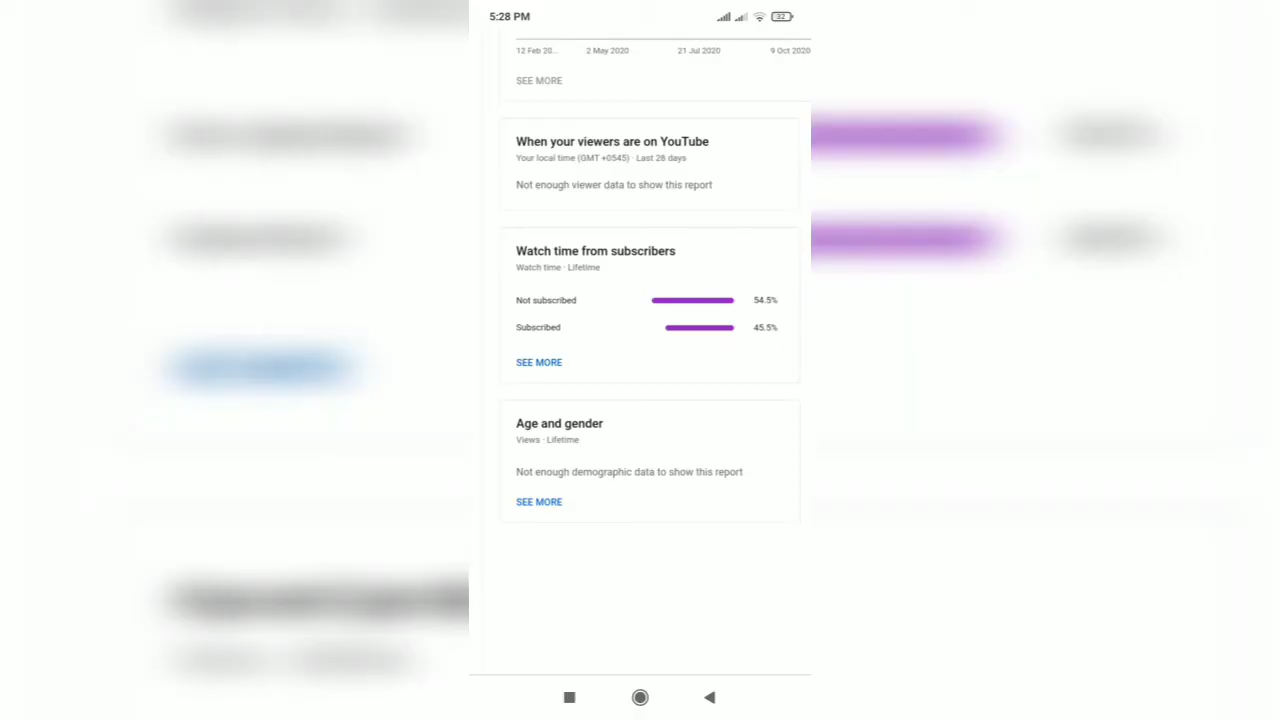 5:28 PM
32
12 Feb 20... 2 May 2020 21 Jul 2020 9 Oct 2020
SEE MORE
When your viewers are on YouTube
Your local time (GMT +0545) · Last 28 days
Not enough viewer data to show this report
Watch time from subscribers
Watch time · Lifetime
Not subscribed 54.5%
Subscribed 45.5%
SEE MORE
Age and gender
Views · Lifetime
Not enough demographic data to show this report
SEE MORE